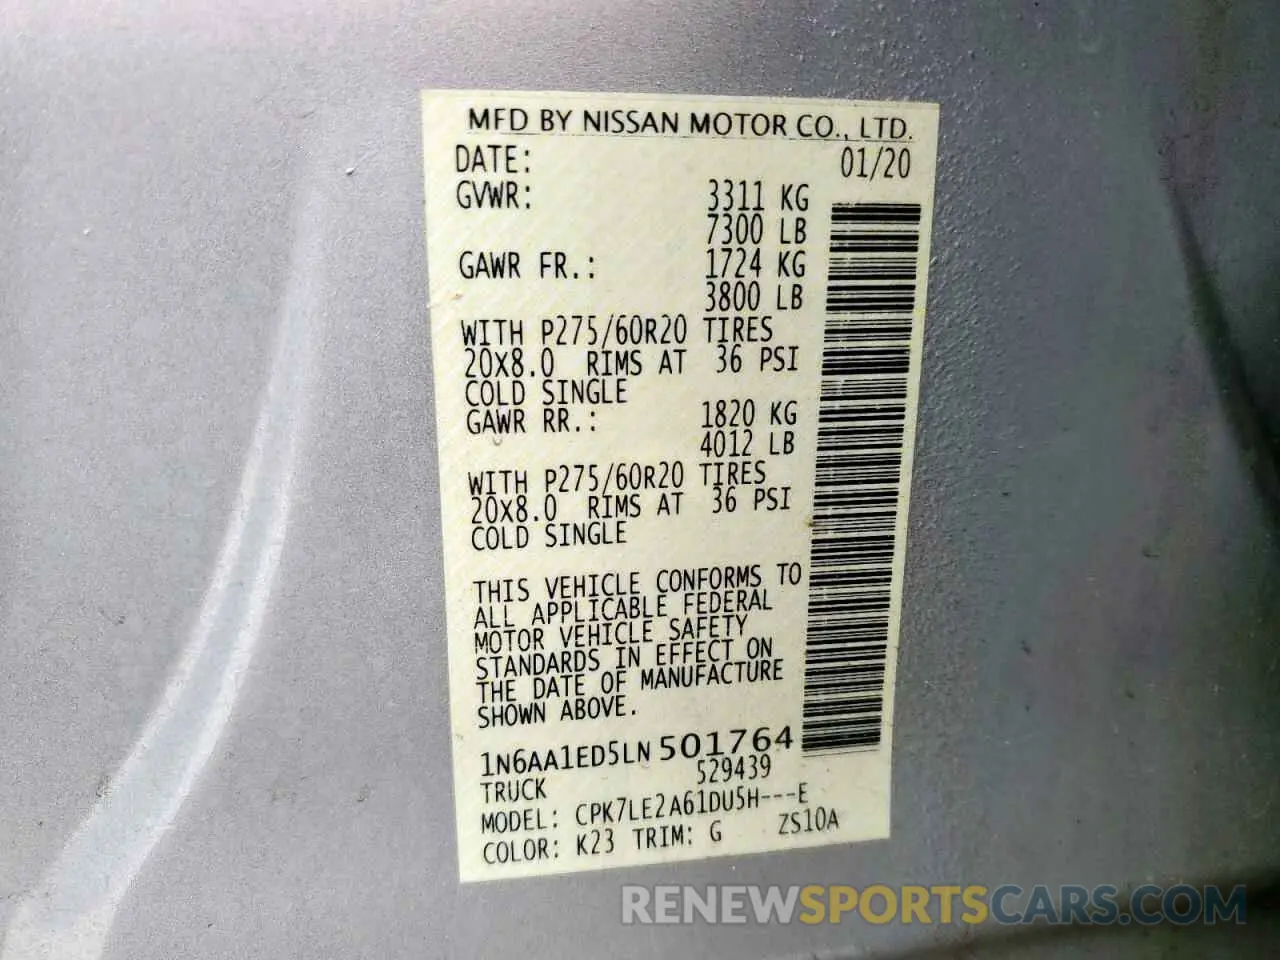 MFD BY NISSAN MOTOR CO., LTD.
DATE: 01/20
GVWR: 3311 KG
7300 LB
GAWR FR.: 1724 KG
3800 LB
WITH P275/60R20 TIRES
20X8.0 RIMS AT 36 PSI
COLD SINGLE
GAWR RR.: 1820 KG
4012 LB
WITH P275/60R20 TIRES
20X8.0 RIMS AT 36 PSI
COLD SINGLE
THIS VEHICLE CONFORMS TO
ALL APPLICABLE FEDERAL
MOTOR VEHICLE SAFETY
STANDARDS IN EFFECT ON
THE DATE OF MANUFACTURE
SHOWN ABOVE.
1N6AA1ED5LN501764
529439
TRUCK
MODEL: CPK7LE2A61DU5H---E
COLOR: K23 TRIM: G ZS10A
RENEWSPORTSCARS.COM